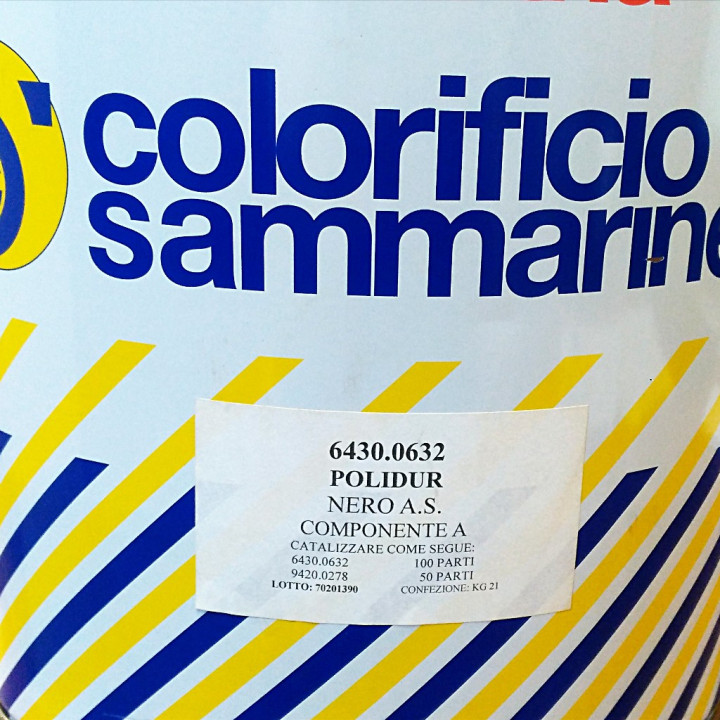 colorificio
sammarine
6430.0632
POLIDUR
NERO A.S.
COMPONENTE A
CATALIZZARE COME SEGUE:
6430.0632 100 PARTI
9420.0278 50 PARTI
LOTTO: 70201390 CONFEZIONE: KG 21